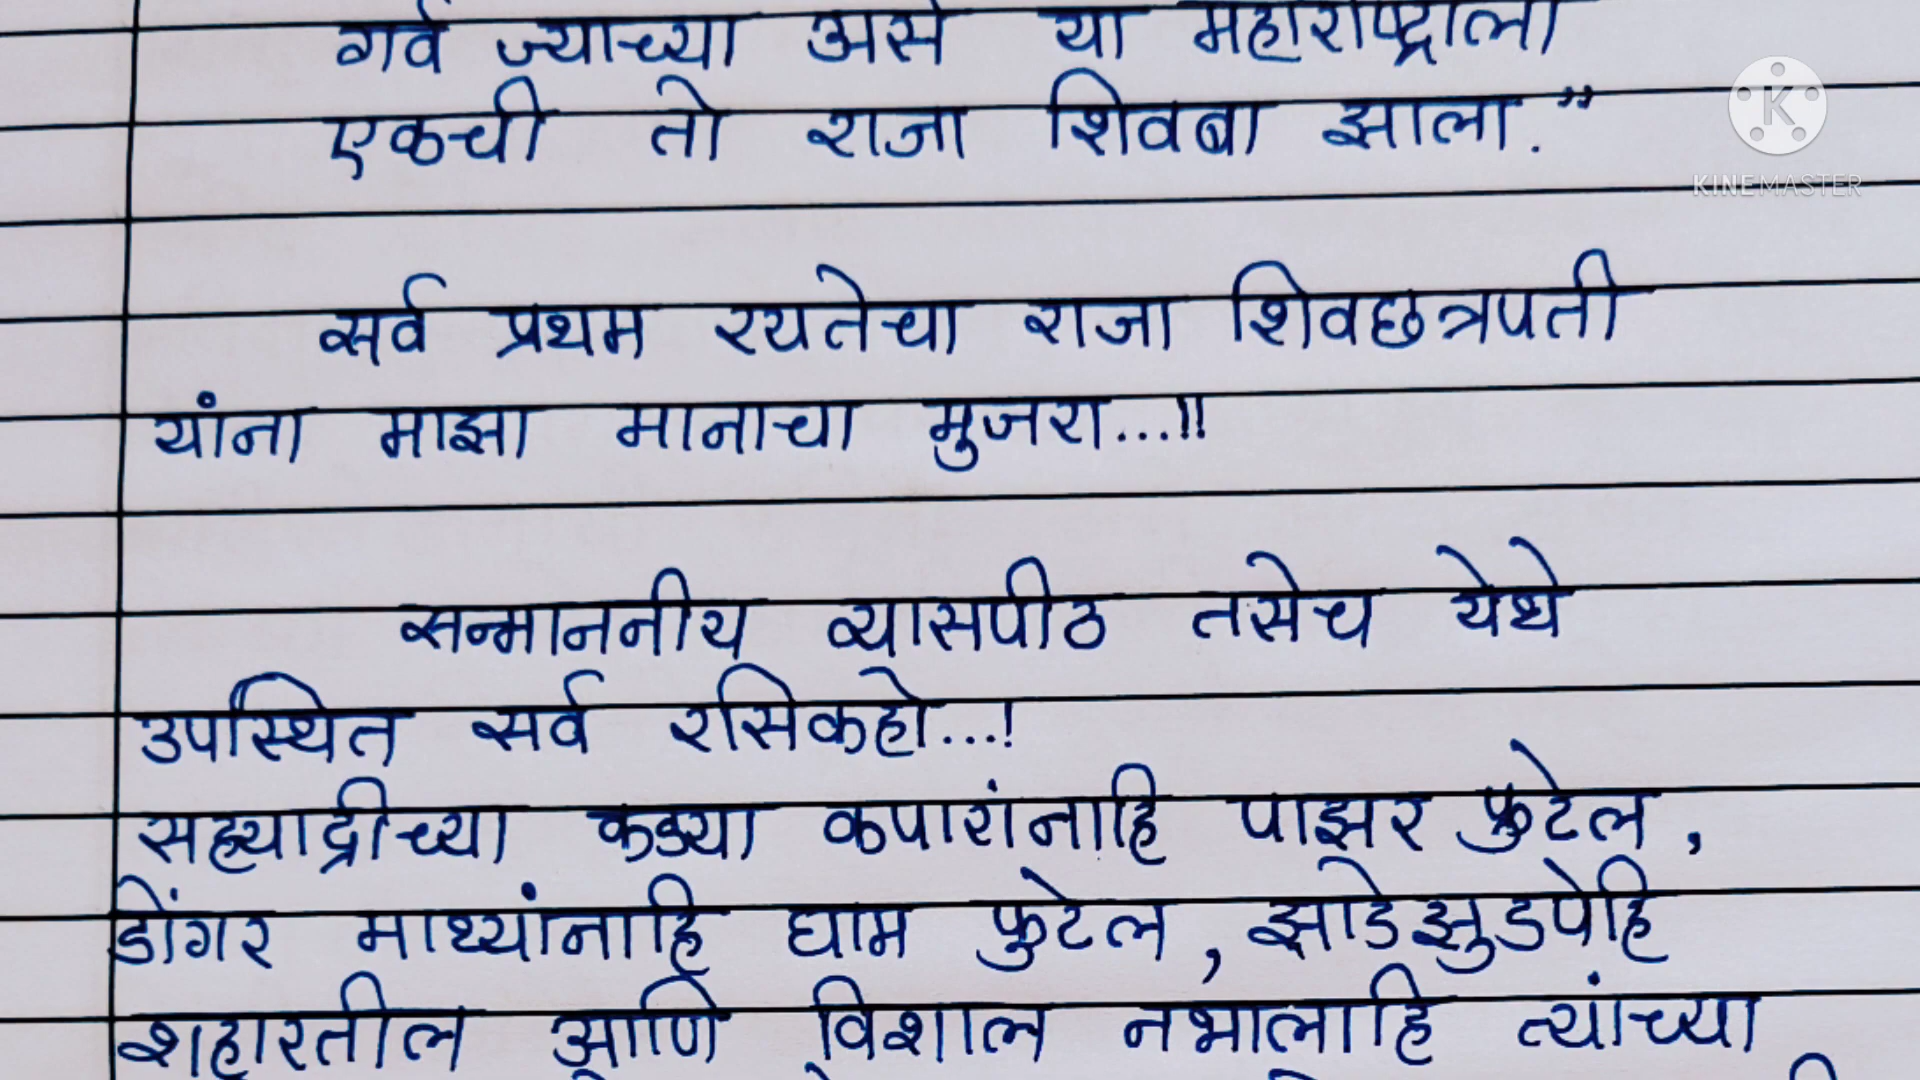 गर्व ज्याच्या असे या महाराष्ट्राला
एकची तो राजा शिवबा झाला.”
K
KINEMASTER
सर्व प्रथम रयतेचा राजा शिवछत्रपती
यांना माझा मानाचा मुजरा...!!
सन्माननीय व्यासपीठ तसेच येथे
उपस्थित सर्व रसिकहो...!
सह्याद्रीच्या कड्या कपारांनाहि पाझर फुटेल,
डोंगर माथ्यांनाहि घाम फुटेल, झाडेझुडपेहि
शहारतील आणि विशाल नभालाहि त्यांच्या